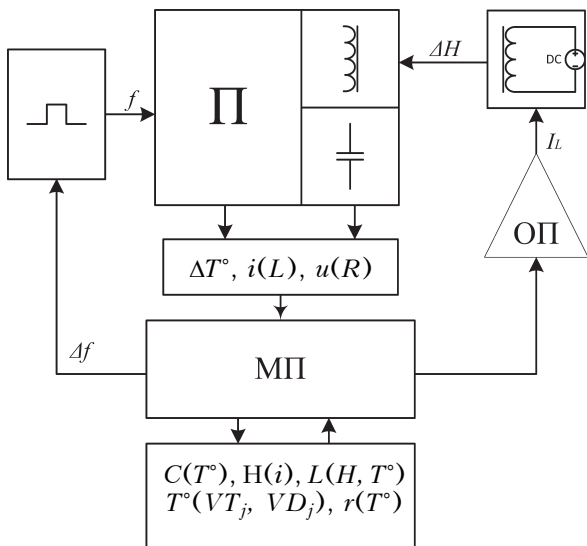 П
ΔH
DC
f
I_L
ОП
ΔT°, i(L), u(R)
Δf
МП
C(T°), H(i), L(H, T°)
T°(VT_j, VD_j), r(T°)